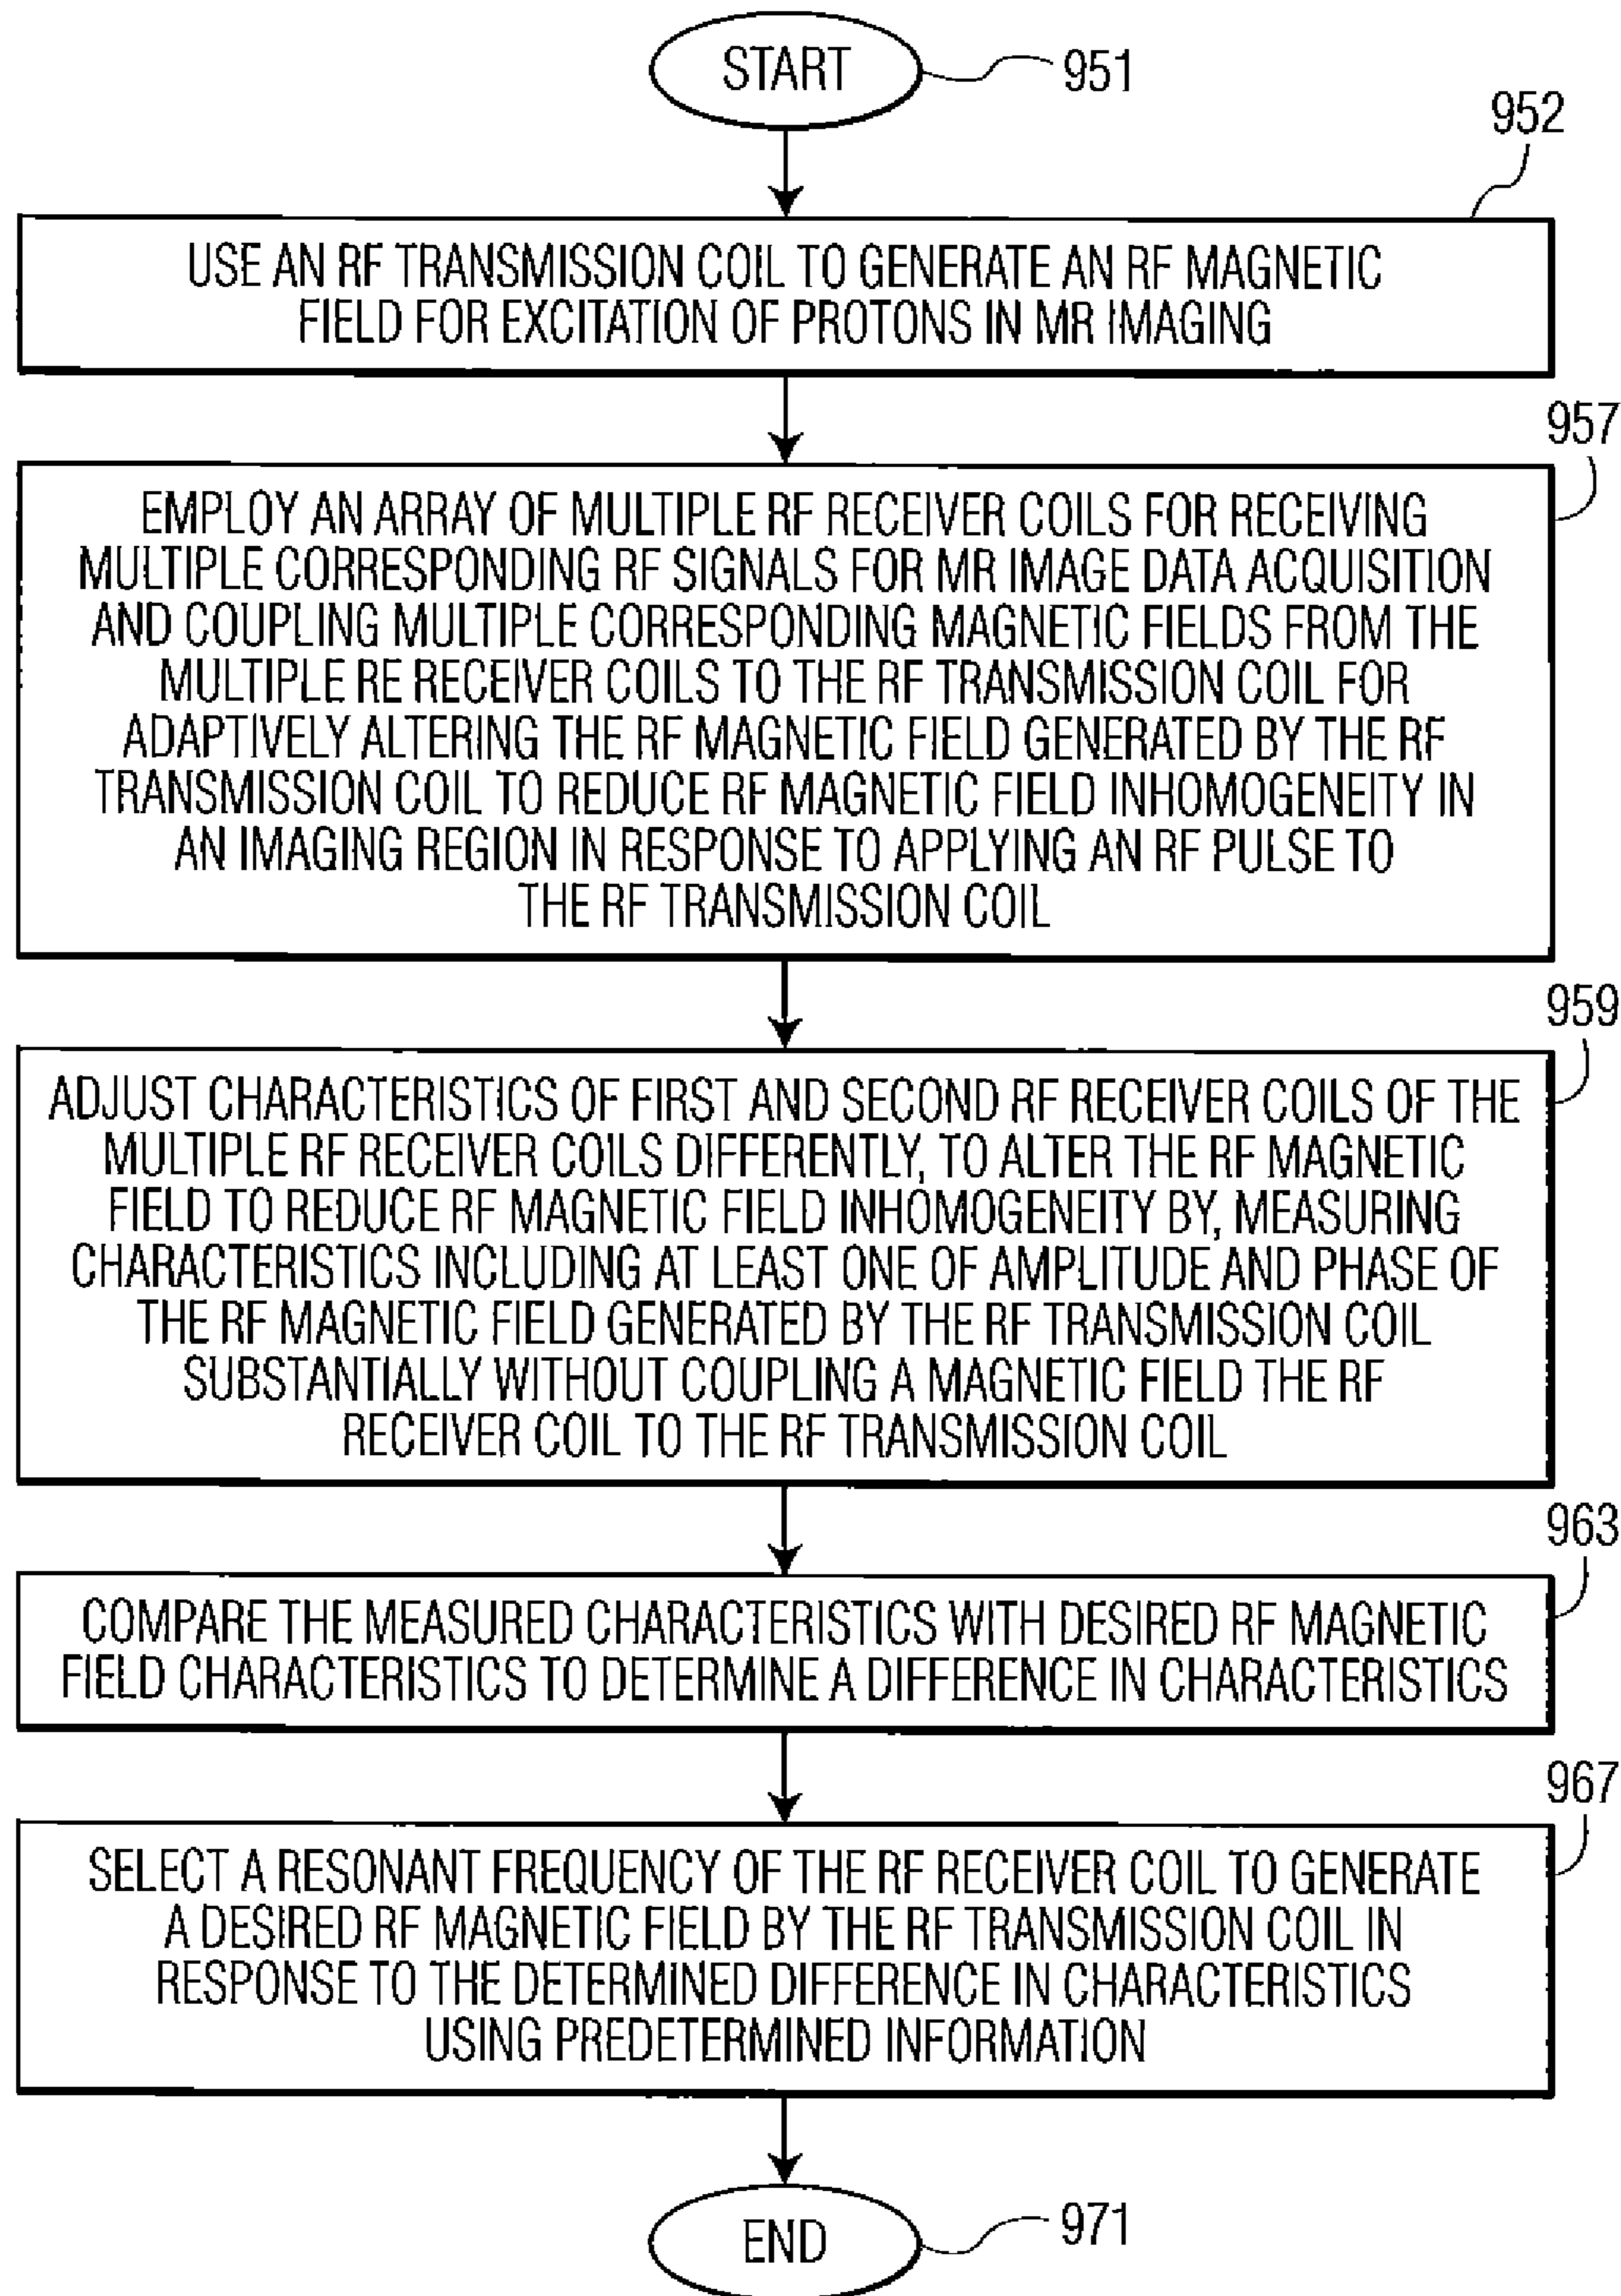 START
951
952
USE AN RF TRANSMISSION COIL TO GENERATE AN RF MAGNETIC
FIELD FOR EXCITATION OF PROTONS IN MR IMAGING
957
EMPLOY AN ARRAY OF MULTIPLE RF RECEIVER COILS FOR RECEIVING
MULTIPLE CORRESPONDING RF SIGNALS FOR MR IMAGE DATA ACQUISITION
AND COUPLING MULTIPLE CORRESPONDING MAGNETIC FIELDS FROM THE
MULTIPLE RE RECEIVER COILS TO THE RF TRANSMISSION COIL FOR
ADAPTIVELY ALTERING THE RF MAGNETIC FIELD GENERATED BY THE RF
TRANSMISSION COIL TO REDUCE RF MAGNETIC FIELD INHOMOGENEITY IN
AN IMAGING REGION IN RESPONSE TO APPLYING AN RF PULSE TO
THE RF TRANSMISSION COIL
959
ADJUST CHARACTERISTICS OF FIRST AND SECOND RF RECEIVER COILS OF THE
MULTIPLE RF RECEIVER COILS DIFFERENTLY, TO ALTER THE RF MAGNETIC
FIELD TO REDUCE RF MAGNETIC FIELD INHOMOGENEITY BY, MEASURING
CHARACTERISTICS INCLUDING AT LEAST ONE OF AMPLITUDE AND PHASE OF
THE RF MAGNETIC FIELD GENERATED BY THE RF TRANSMISSION COIL
SUBSTANTIALLY WITHOUT COUPLING A MAGNETIC FIELD THE RF
RECEIVER COIL TO THE RF TRANSMISSION COIL
963
COMPARE THE MEASURED CHARACTERISTICS WITH DESIRED RF MAGNETIC
FIELD CHARACTERISTICS TO DETERMINE A DIFFERENCE IN CHARACTERISTICS
967
SELECT A RESONANT FREQUENCY OF THE RF RECEIVER COIL TO GENERATE
A DESIRED RF MAGNETIC FIELD BY THE RF TRANSMISSION COIL IN
RESPONSE TO THE DETERMINED DIFFERENCE IN CHARACTERISTICS
USING PREDETERMINED INFORMATION
END
971